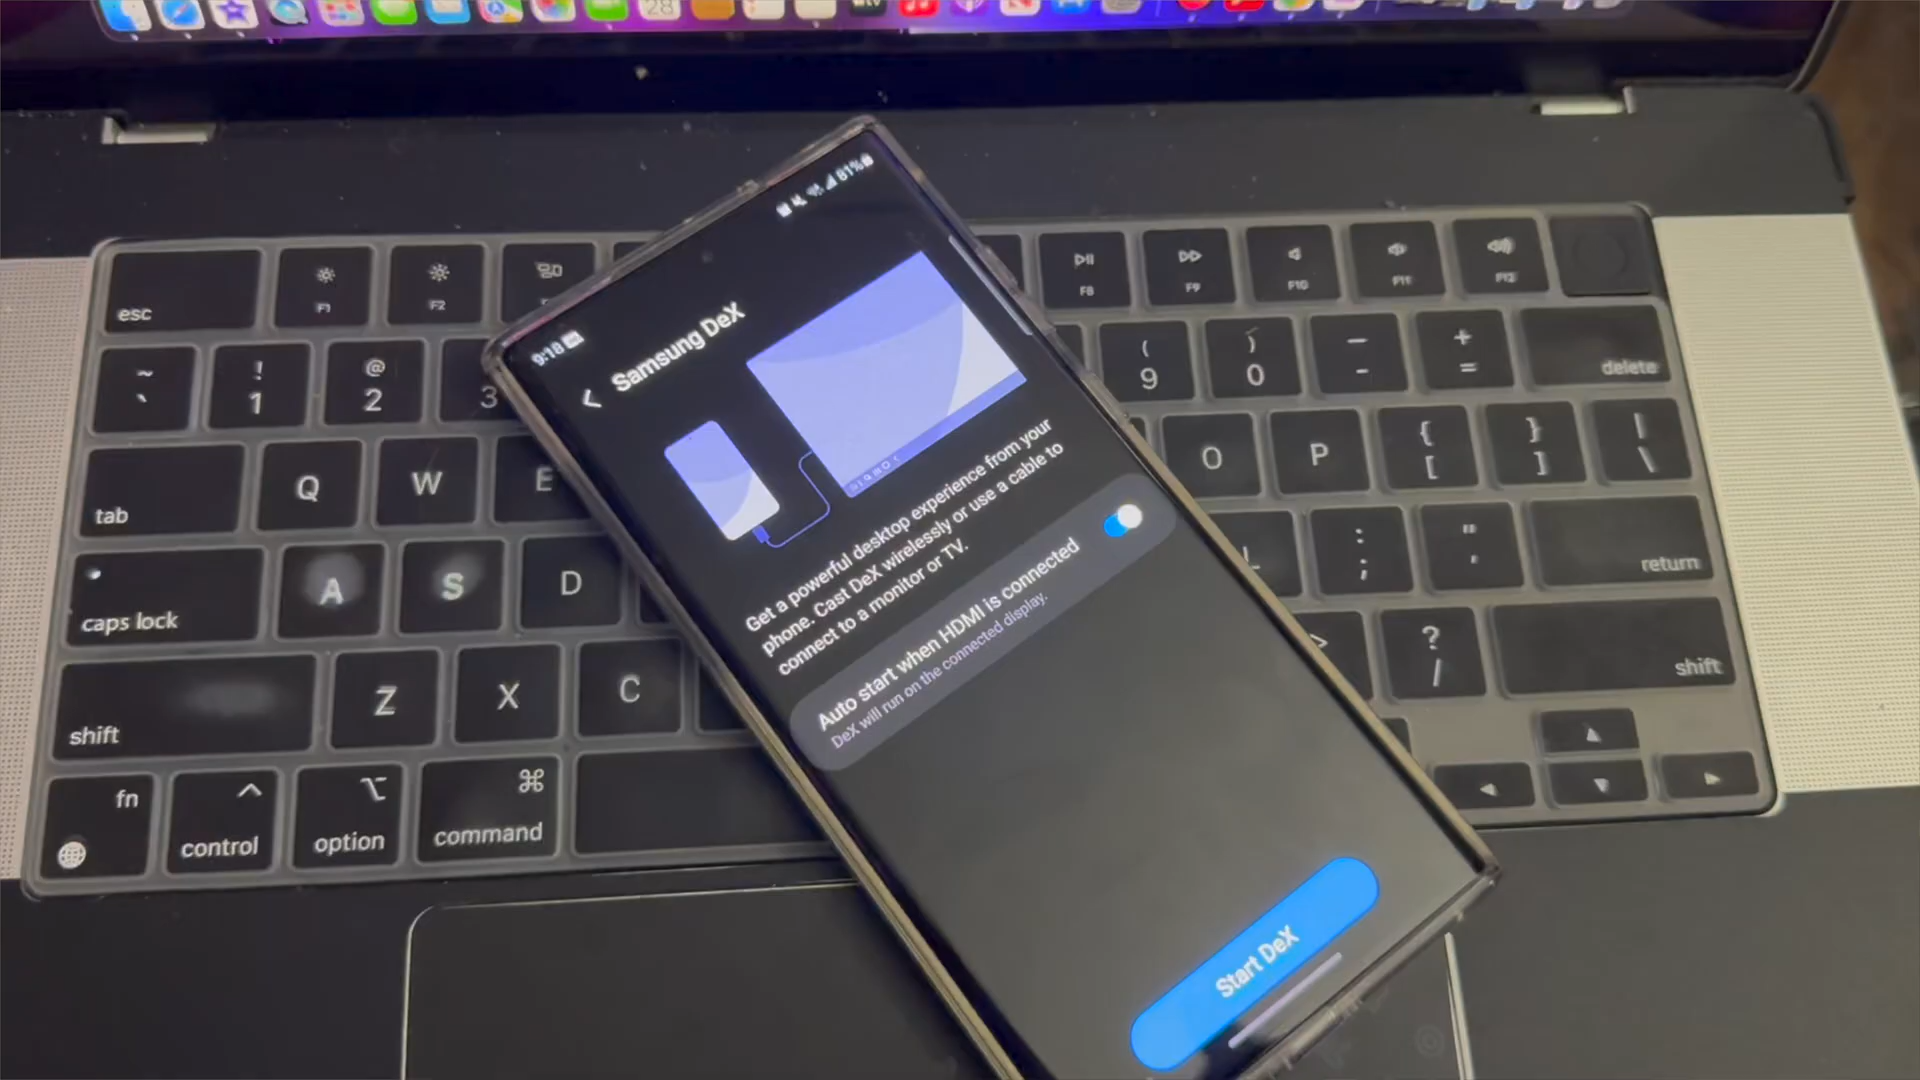 28
81%
9:18
Samsung DeX
Get a powerful desktop experience from your
phone. Cast DeX wirelessly or use a cable to
connect to a monitor or TV.
Auto start when HDMI is connected
DeX will run on the connected display.
Start DeX
esc
F1
F2
F8
F9
F10
F11
F12
~
`
!
1
@
2
3
(
9
)
0
—
-
+
=
delete
tab
Q
W
E
O
P
{
[
}
]
|
\
caps lock
A
S
D
L
:
;
"
'
return
shift
Z
X
C
>
?
/
shift
fn
control
option
⌘
command